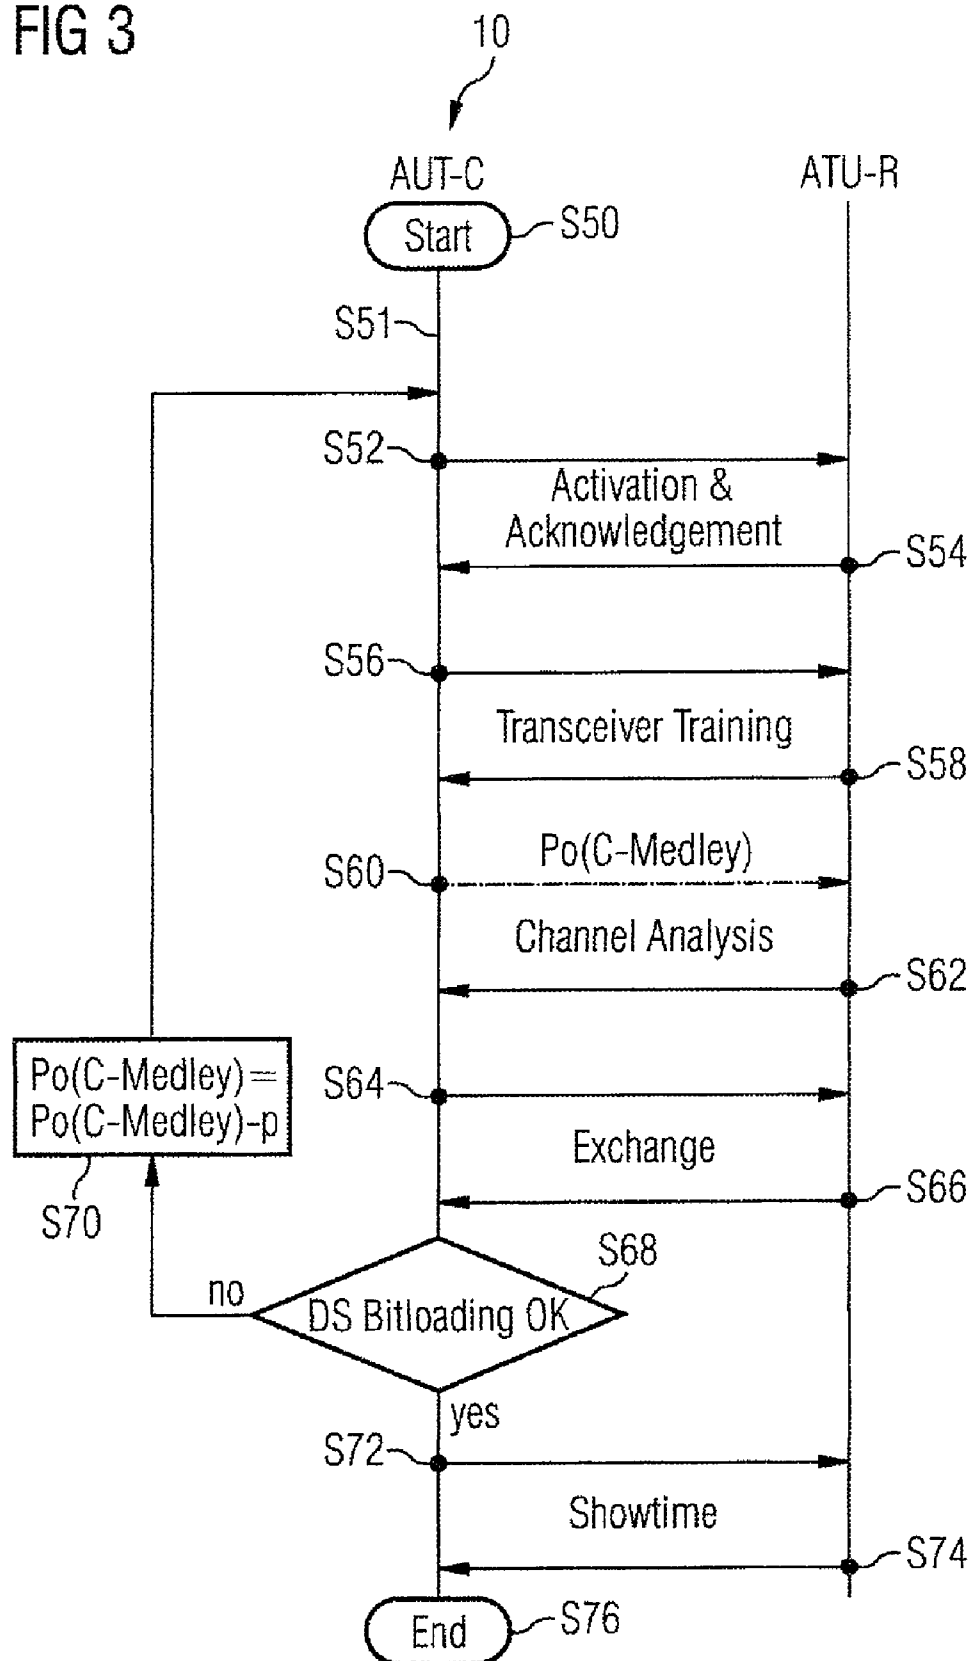 FIG 3
10
AUT-C
ATU-R
Start
S50
S51
S52
Activation &
Acknowledgement
S54
S56
Transceiver Training
S58
Po(C-Medley)
S60
Channel Analysis
S62
Po(C-Medley)=
Po(C-Medley)-p
S64
Exchange
S66
S70
S68
no
DS Bitloading OK
yes
S72
Showtime
S74
End
S76